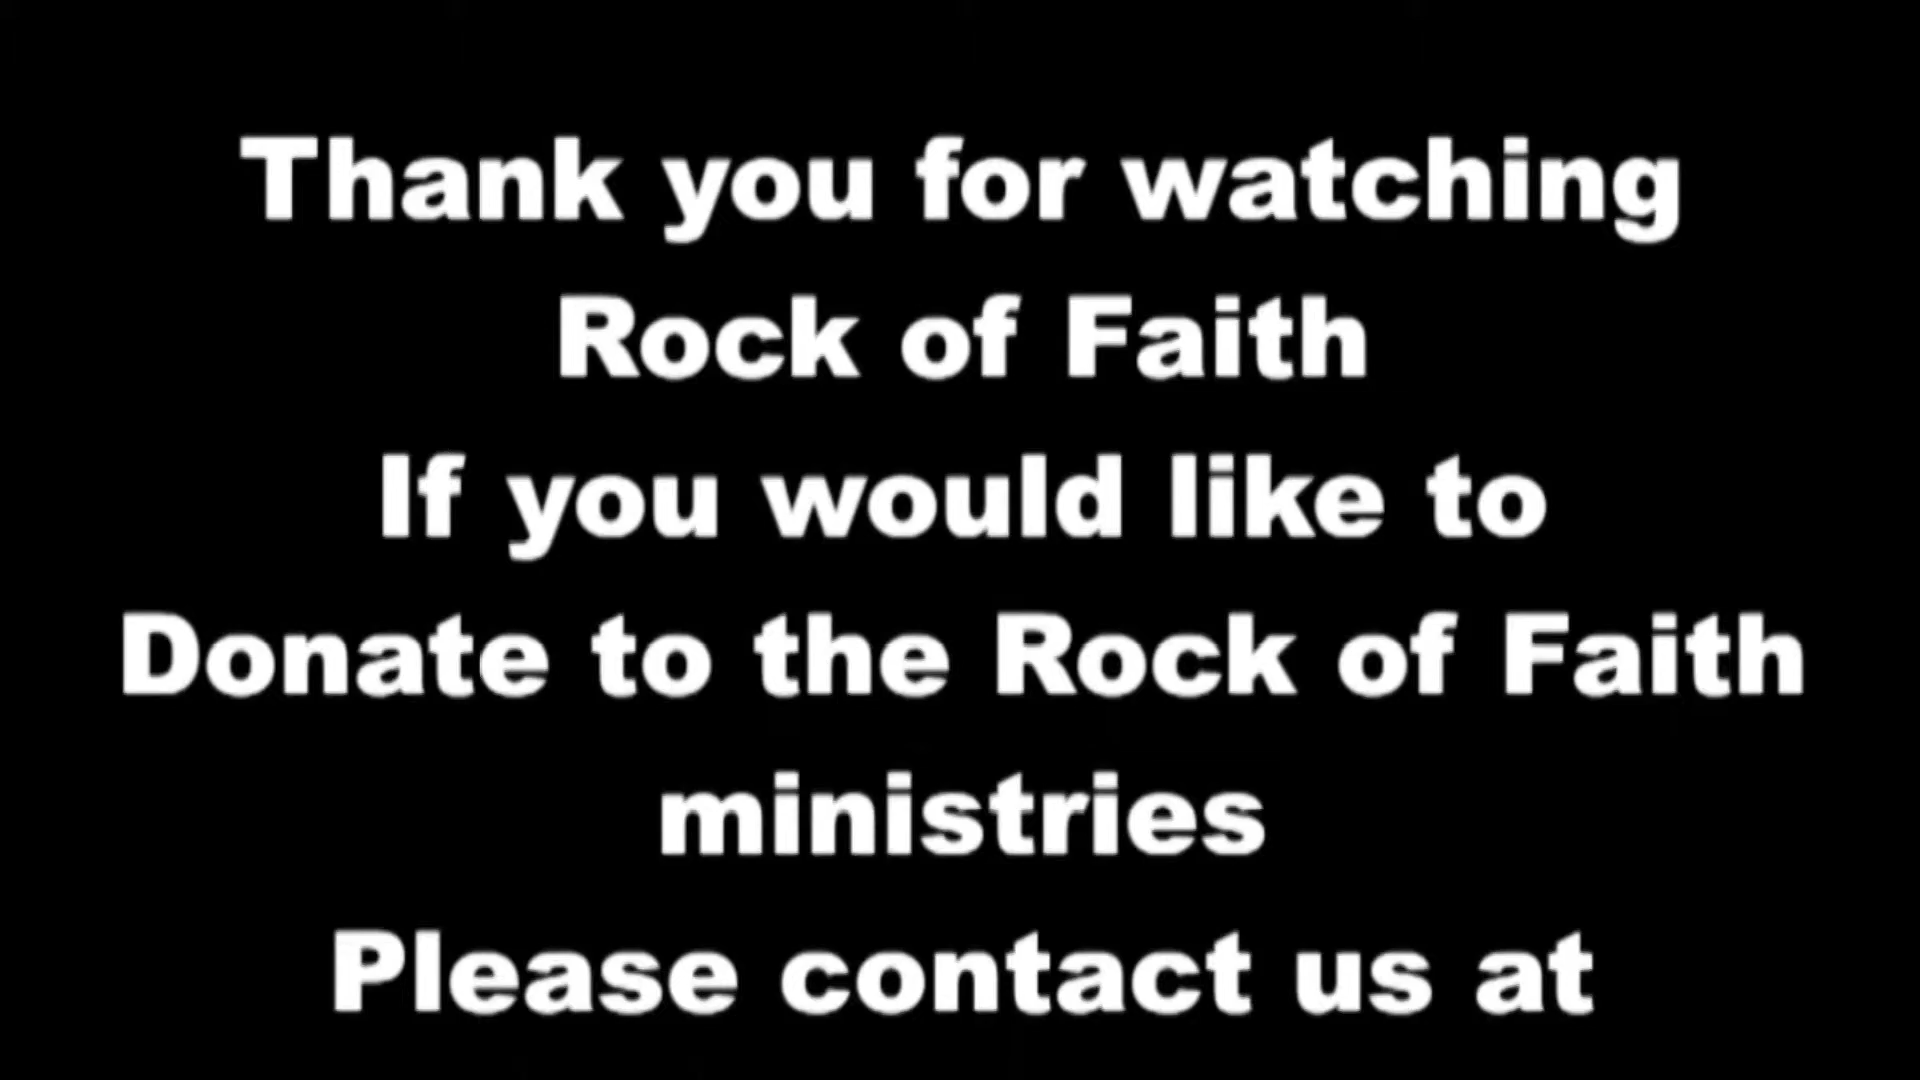 Thank you for watching
Rock of Faith
If you would like to
Donate to the Rock of Faith
ministries
Please contact us at